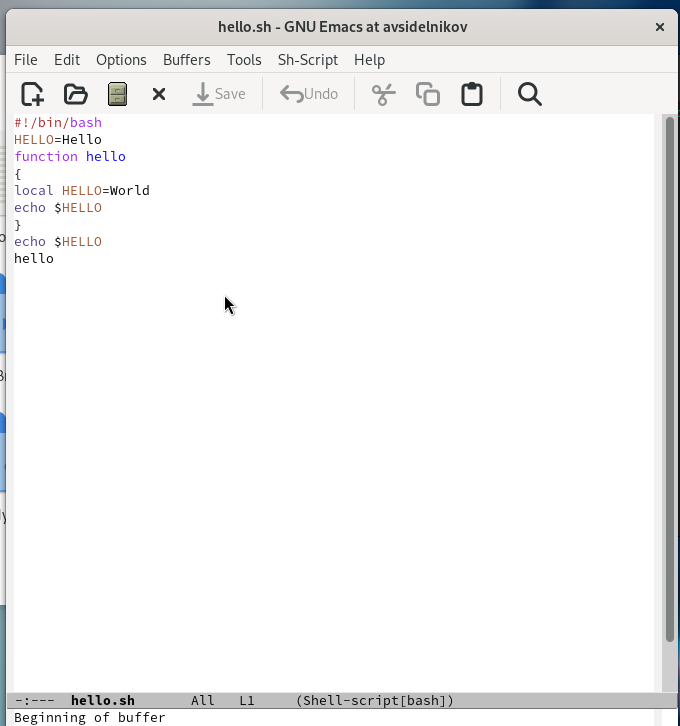 hello.sh - GNU Emacs at avsidelnikov
File Edit Options Buffers Tools Sh-Script Help
Save Undo
#!/bin/bash
HELLO=Hello
function hello
{
local HELLO=World
echo $HELLO
}
echo $HELLO
hello
-:--- hello.sh All L1 (Shell-script[bash])
Beginning of buffer